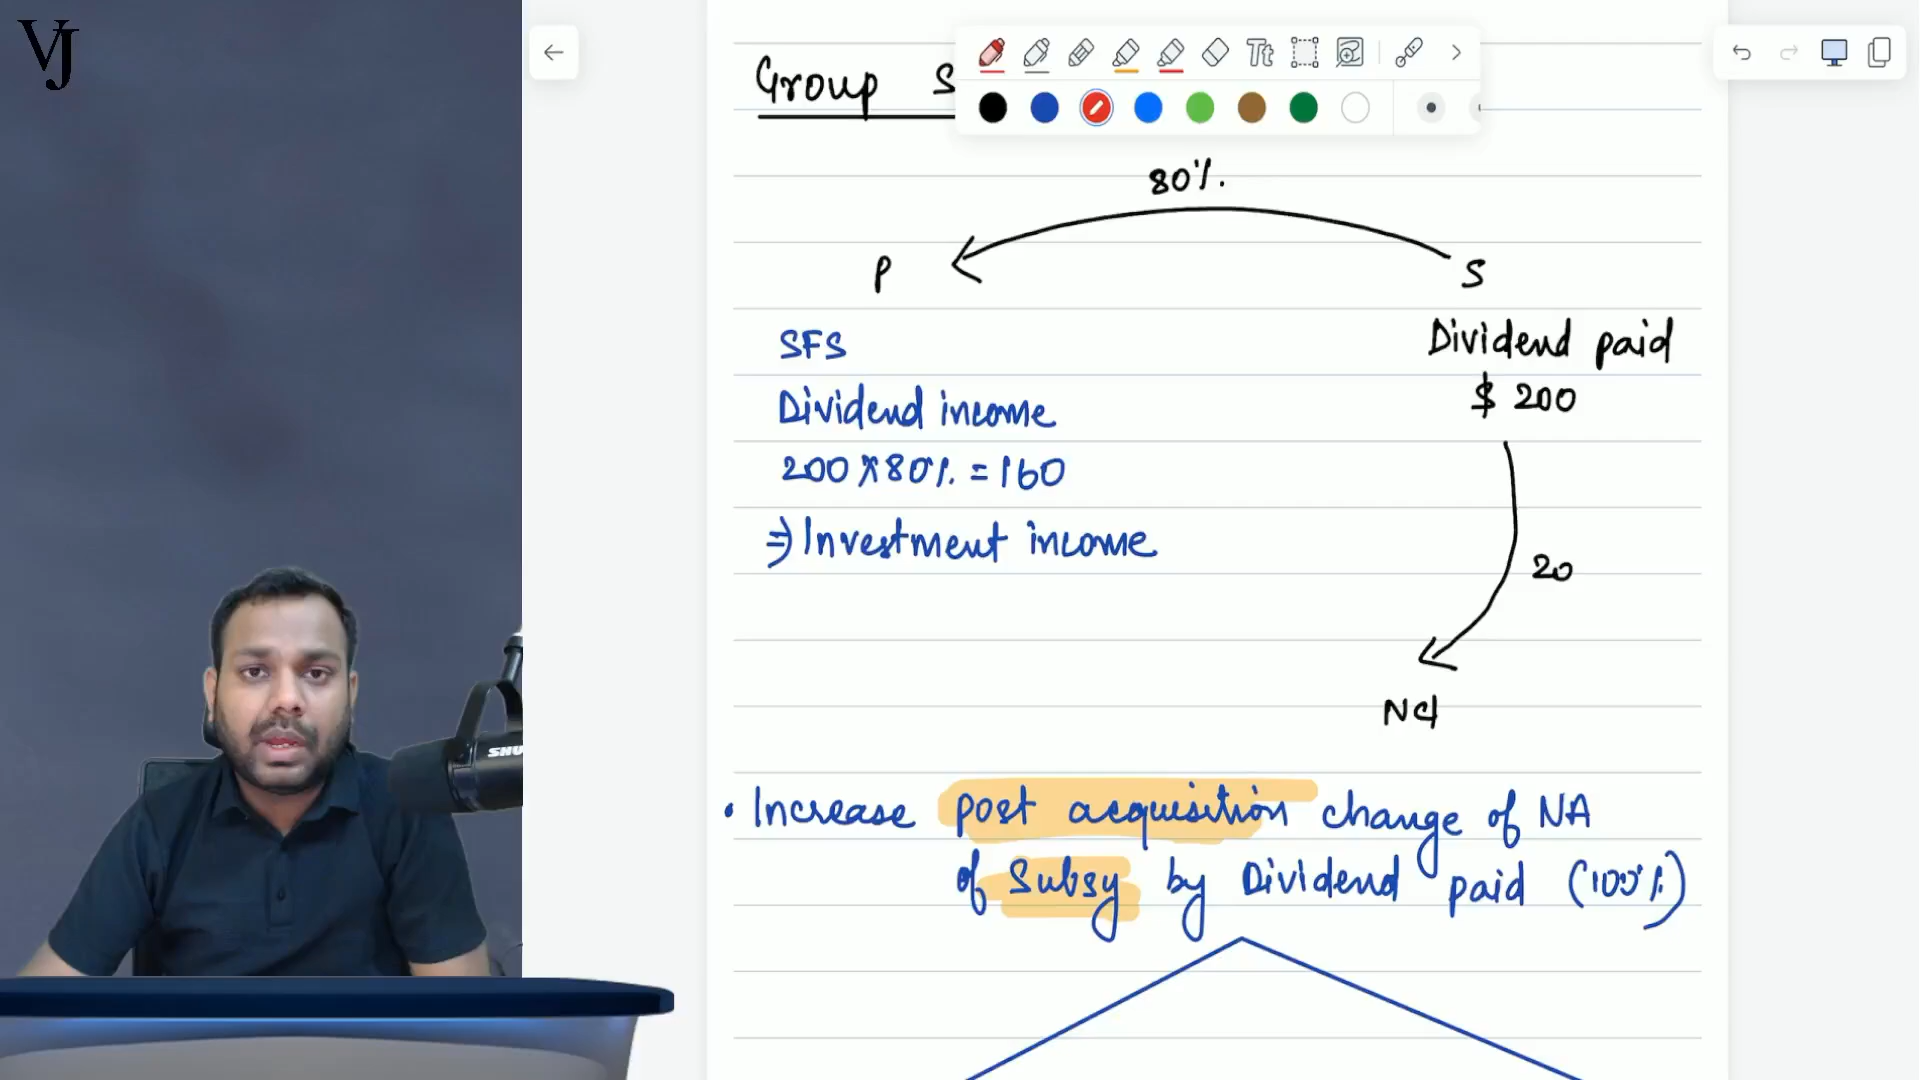 VJ
Group S
Tt
80%.
P
S
SFS
Dividend paid
$ 200
Dividend income
200 x 80%. = 160
⇒ Investment income
20
NCI
• Increase post acquisition change of NA
of Subsy by Dividend paid (100%)
SHU